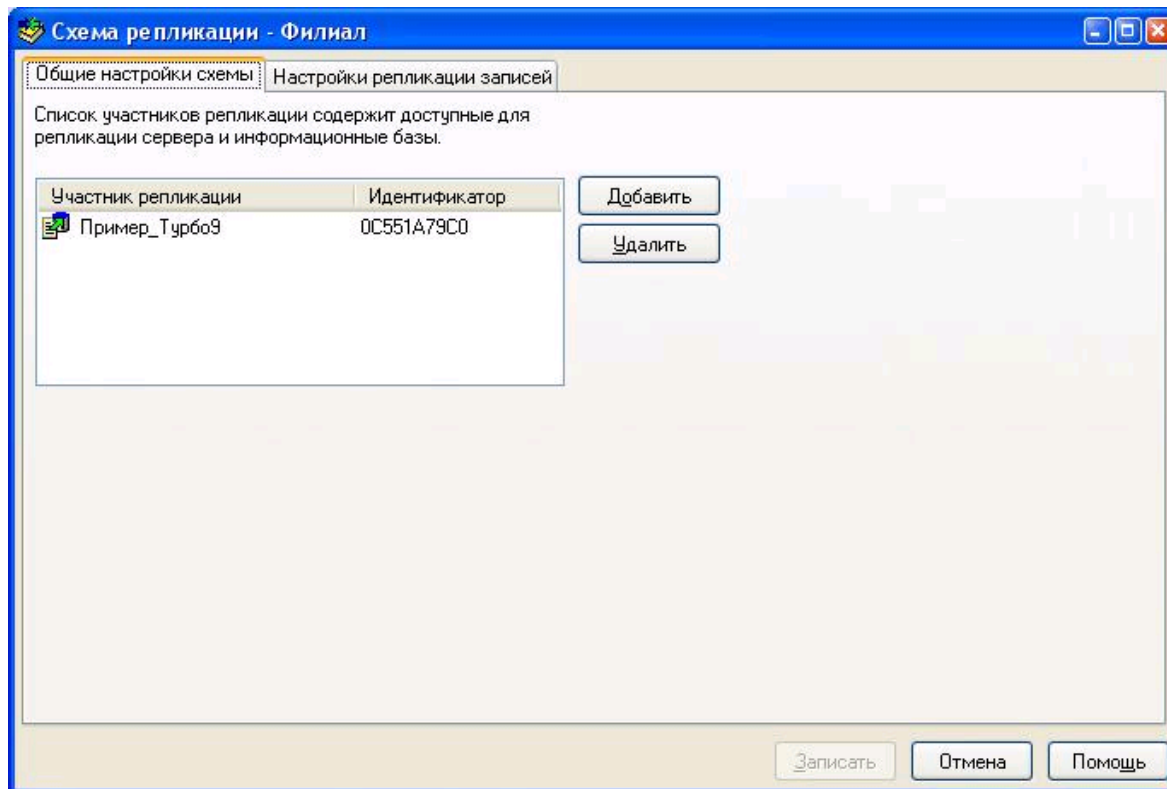 Схема репликации - Филиал
Общие настройки схемы Настройки репликации записей
Список участников репликации содержит доступные для
репликации сервера и информационные базы.
Участник репликации Идентификатор
Пример_Турбо9 0C551A79C0
Добавить
Удалить
Записать Отмена Помощь